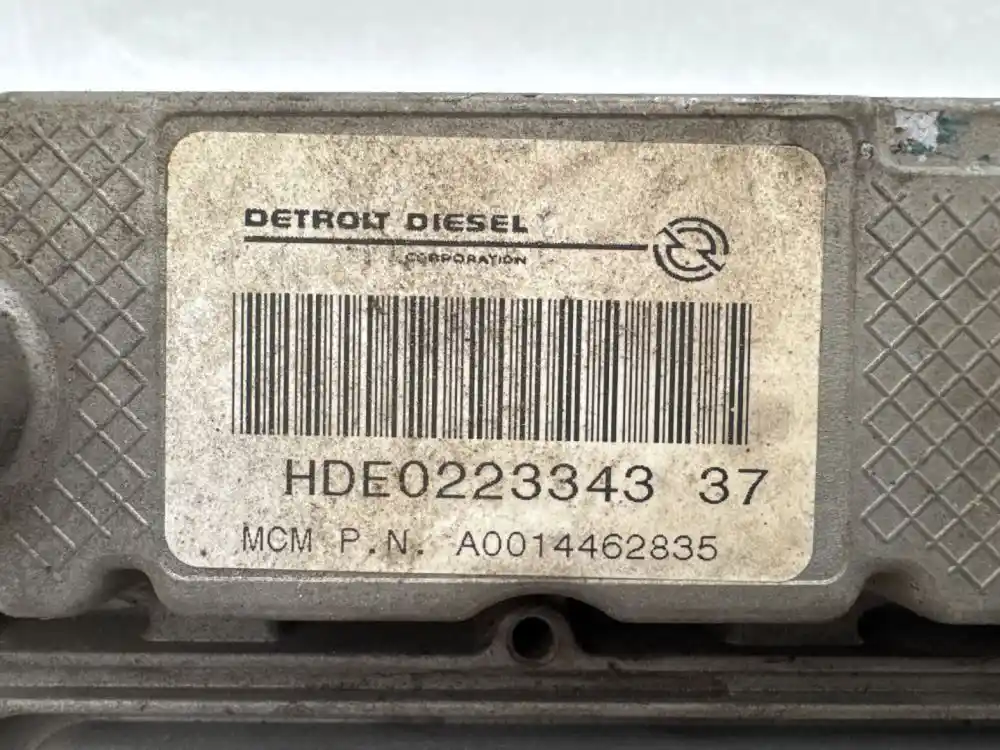 DETROIT DIESEL
CORPORATION
HDE0223343 37
MCM P.N. A0014462835